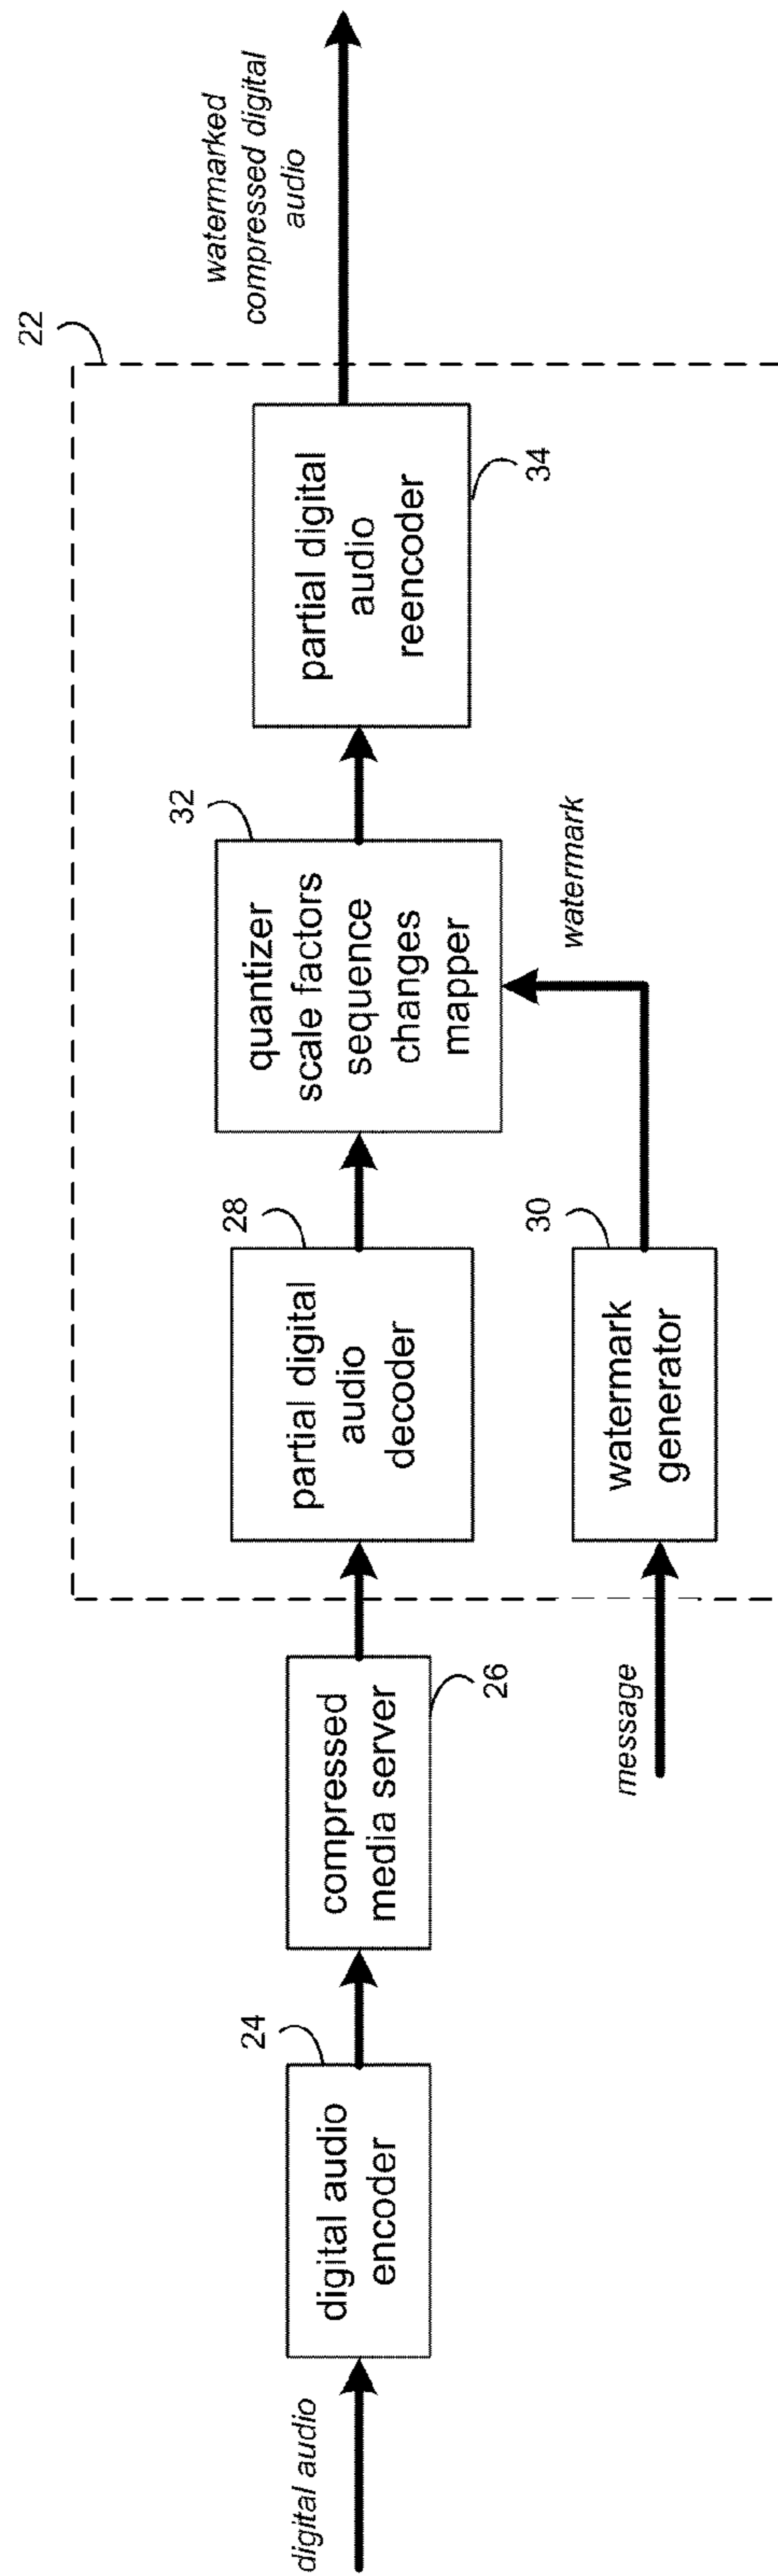 digital audio
24
digital audio
encoder
26
compressed
media server
22
28
partial digital
audio
decoder
message
30
watermark
generator
watermark
32
quantizer
scale factors
sequence
changes
mapper
34
partial digital
audio
reencoder
watermarked
compressed digital
audio